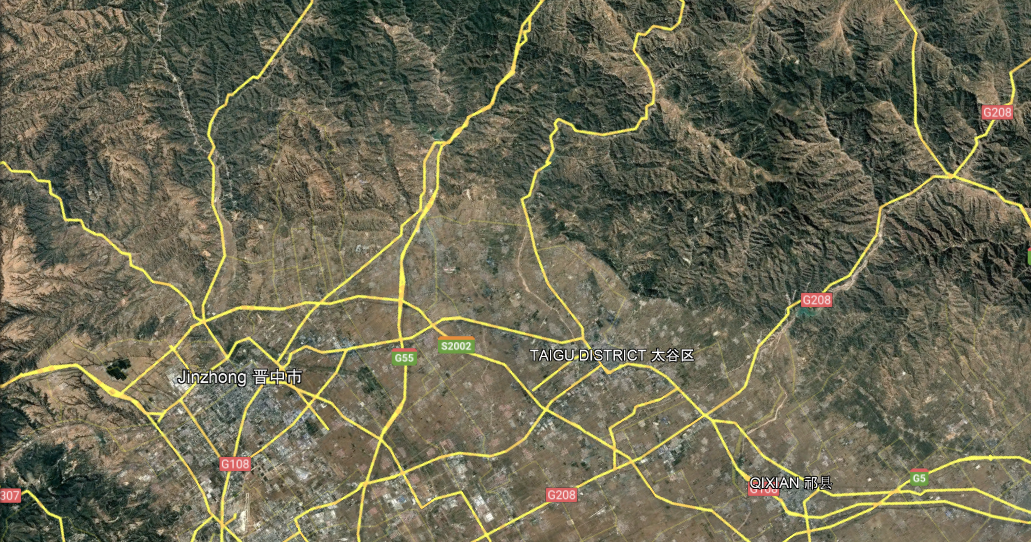 G208
G208
G55
S2002
TAIGU DISTRICT 太谷区
Jinzhong 晋中市
G108
G5
QIXIAN 祁县
G108
307
G208